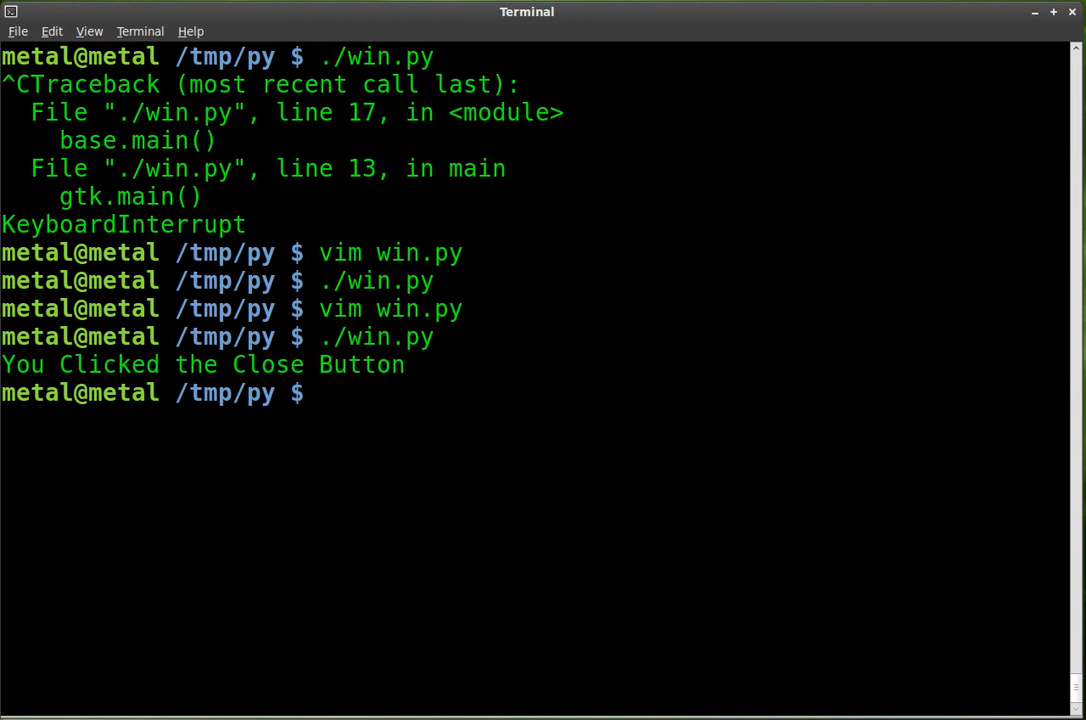 Terminal
File Edit View Terminal Help
metal@metal /tmp/py $ ./win.py
^CTraceback (most recent call last):
  File "./win.py", line 17, in <module>
    base.main()
  File "./win.py", line 13, in main
    gtk.main()
KeyboardInterrupt
metal@metal /tmp/py $ vim win.py
metal@metal /tmp/py $ ./win.py
metal@metal /tmp/py $ vim win.py
metal@metal /tmp/py $ ./win.py
You Clicked the Close Button
metal@metal /tmp/py $